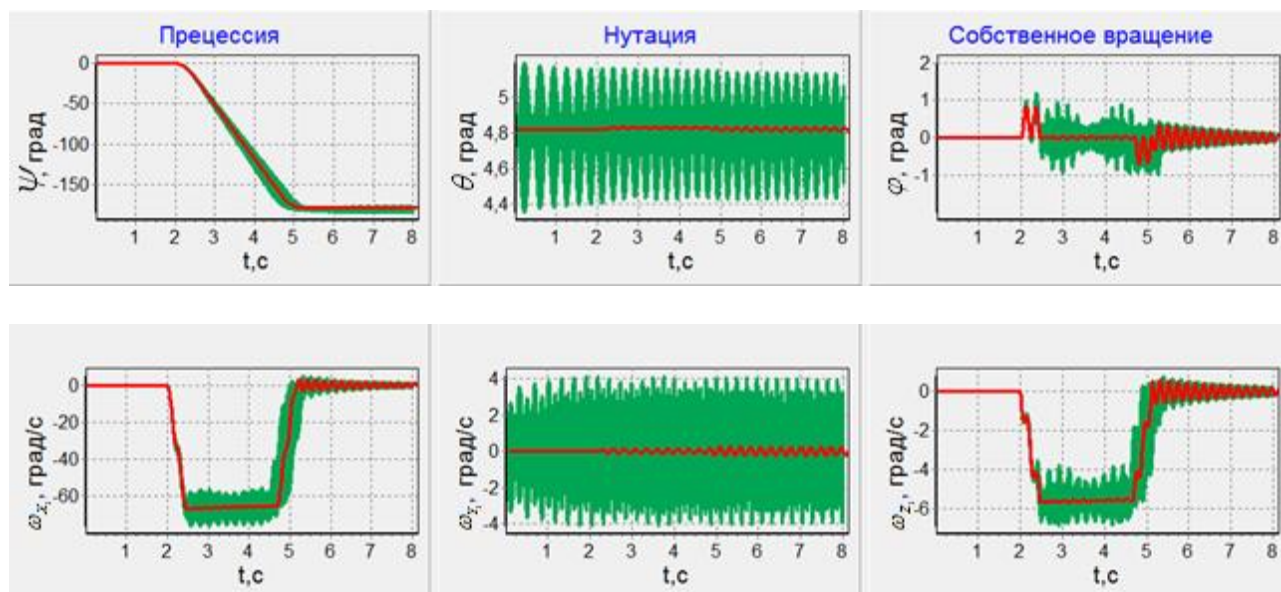 Прецессия
ψ, град
0
-50
-100
-150
1 2 3 4 5 6 7 8
t,c
Нутация
θ, град
5
4,8
4,6
4,4
1 2 3 4 5 6 7 8
t,c
Собственное вращение
φ, град
2
1
0
-1
1 2 3 4 5 6 7 8
t,c
ω, град/с
0
-20
-40
-60
1 2 3 4 5 6 7 8
t,c
ω, град/с
4
2
0
-2
-4
1 2 3 4 5 6 7 8
t,c
ω, град/с
0
-2
-4
-6
1 2 3 4 5 6 7 8
t,c